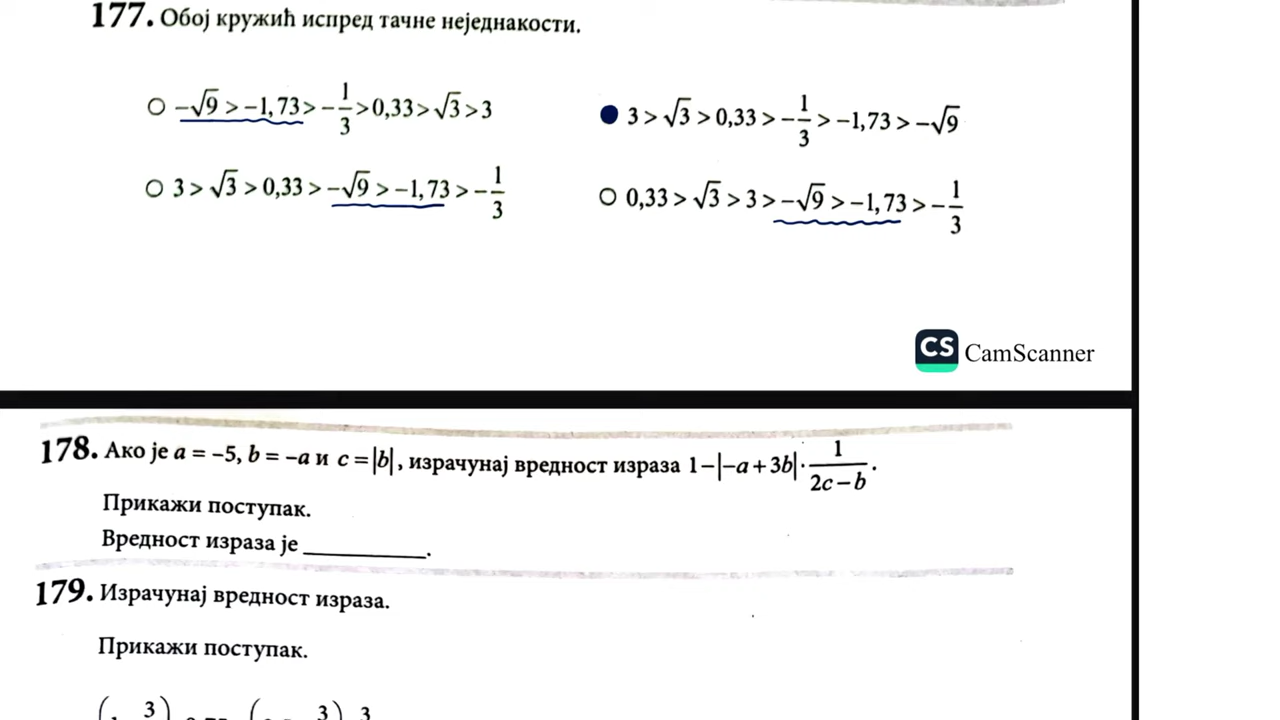 177. Обој кружић испред тачне неједнакости.
−√9 > −1,73 > −1/3 > 0,33 > √3 > 3
3 > √3 > 0,33 > −1/3 > −1,73 > −√9
3 > √3 > 0,33 > −√9 > −1,73 > −1/3
0,33 > √3 > 3 > −√9 > −1,73 > −1/3
CS CamScanner
178. Ако је a = −5, b = −a и c = |b|, израчунај вредност израза 1 − |−a + 3b| · 1/(2c − b).
Прикажи поступак.
Вредност израза је ________.
179. Израчунај вредност израза.
Прикажи поступак.